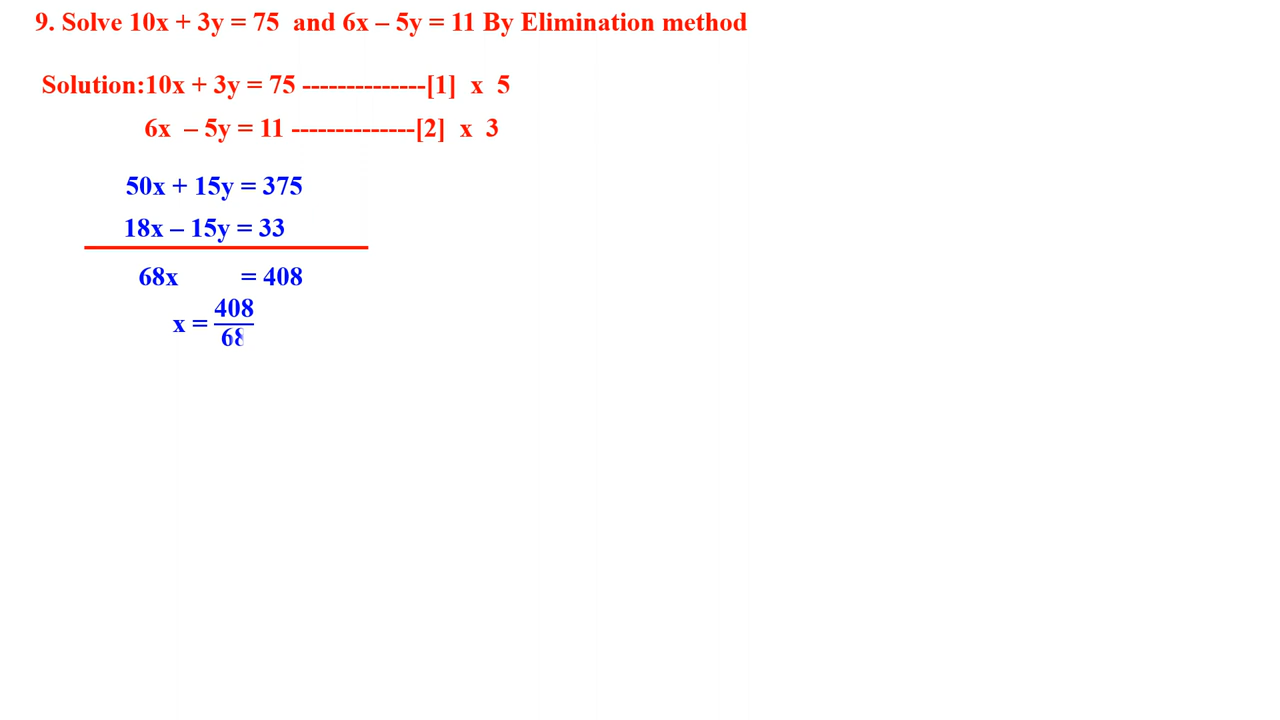 9. Solve 10x + 3y = 75 and 6x – 5y = 11 By Elimination method
Solution:10x + 3y = 75 --------------[1] x 5
6x – 5y = 11 --------------[2] x 3
50x + 15y = 375
18x – 15y = 33
68x = 408
x = 408
68